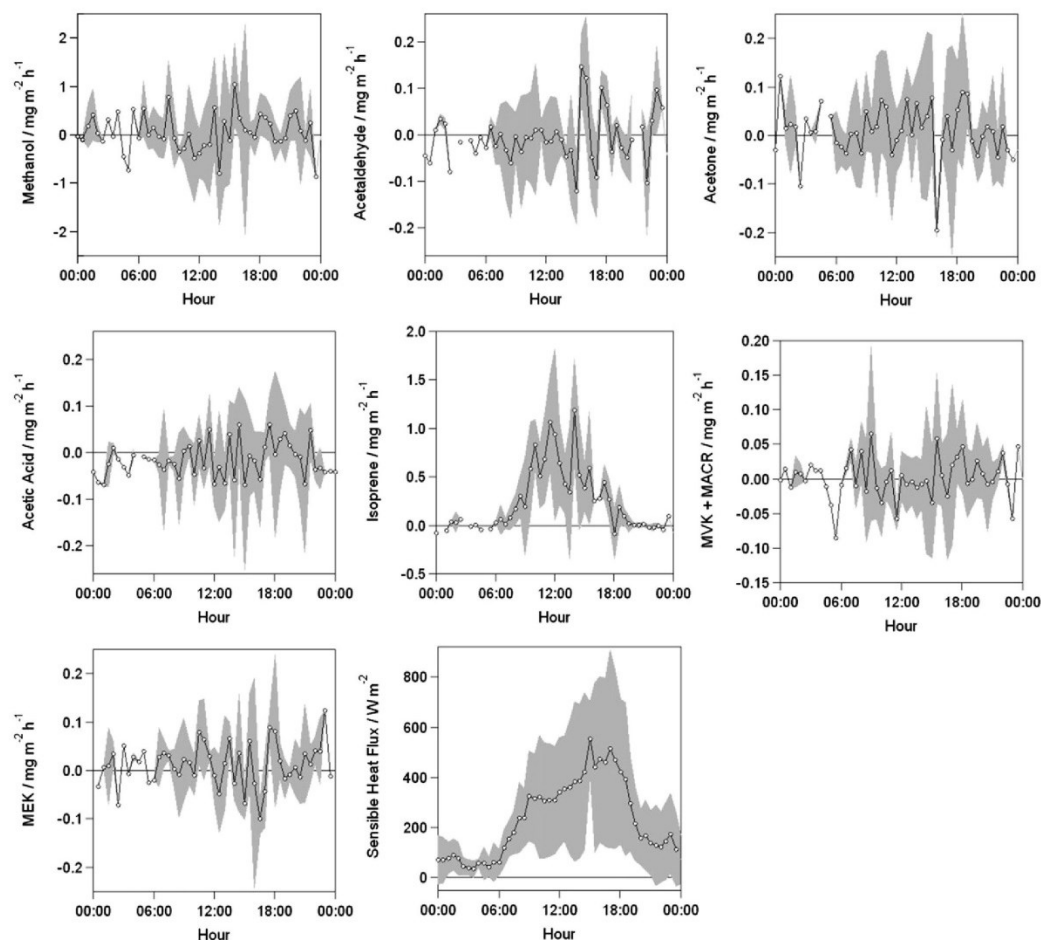 Methanol / mg m⁻² h⁻¹
2
1
0
-1
-2
00:00 06:00 12:00 18:00 00:00
Hour
Acetaldehyde / mg m⁻² h⁻¹
0.2
0.1
0.0
-0.1
-0.2
00:00 06:00 12:00 18:00 00:00
Hour
Acetone / mg m⁻² h⁻¹
0.2
0.1
0.0
-0.1
-0.2
00:00 06:00 12:00 18:00 00:00
Hour
Acetic Acid / mg m⁻² h⁻¹
0.2
0.1
0.0
-0.1
-0.2
00:00 06:00 12:00 18:00 00:00
Hour
Isoprene / mg m⁻² h⁻¹
2.0
1.5
1.0
0.5
0.0
-0.5
00:00 06:00 12:00 18:00 00:00
Hour
MVK + MACR / mg m⁻² h⁻¹
0.20
0.15
0.10
0.05
0.00
-0.05
-0.10
-0.15
00:00 06:00 12:00 18:00 00:00
Hour
MEK / mg m⁻² h⁻¹
0.2
0.1
0.0
-0.1
-0.2
00:00 06:00 12:00 18:00 00:00
Hour
Sensible Heat Flux / W m⁻²
800
600
400
200
0
00:00 06:00 12:00 18:00 00:00
Hour